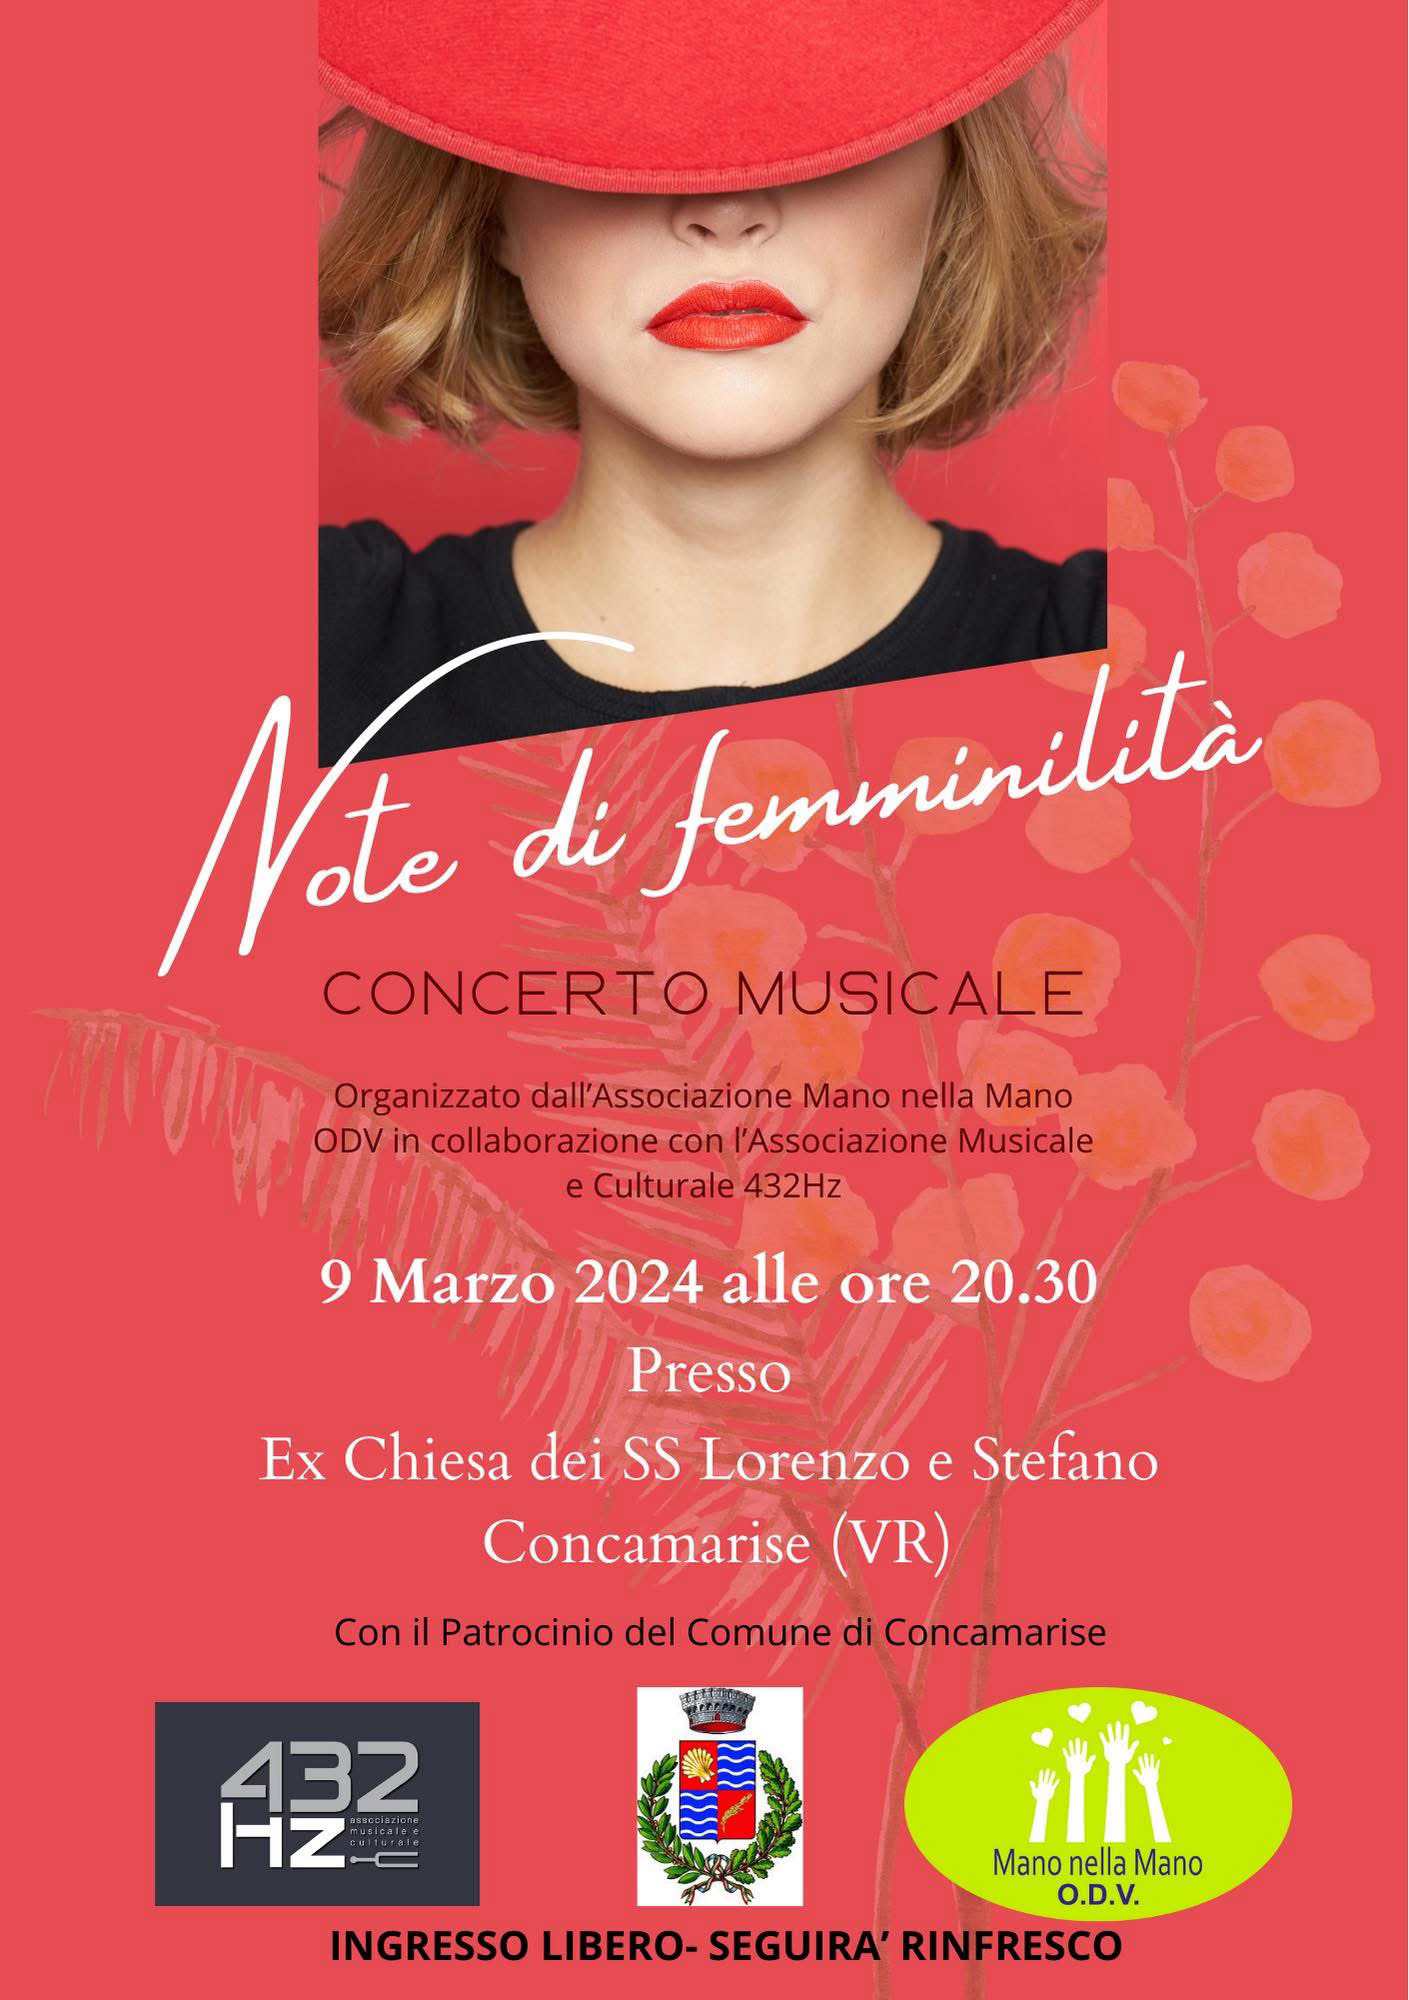 Note di femminilità
CONCERTO MUSICALE
Organizzato dall'Associazione Mano nella Mano
ODV in collaborazione con l'Associazione Musicale
e Culturale 432Hz
9 Marzo 2024 alle ore 20.30
Presso
Ex Chiesa dei SS Lorenzo e Stefano
Concamarise (VR)
Con il Patrocinio del Comune di Concamarise
432
Hz
associazione
musicale e
culturale
Mano nella Mano
O.D.V.
INGRESSO LIBERO- SEGUIRA' RINFRESCO